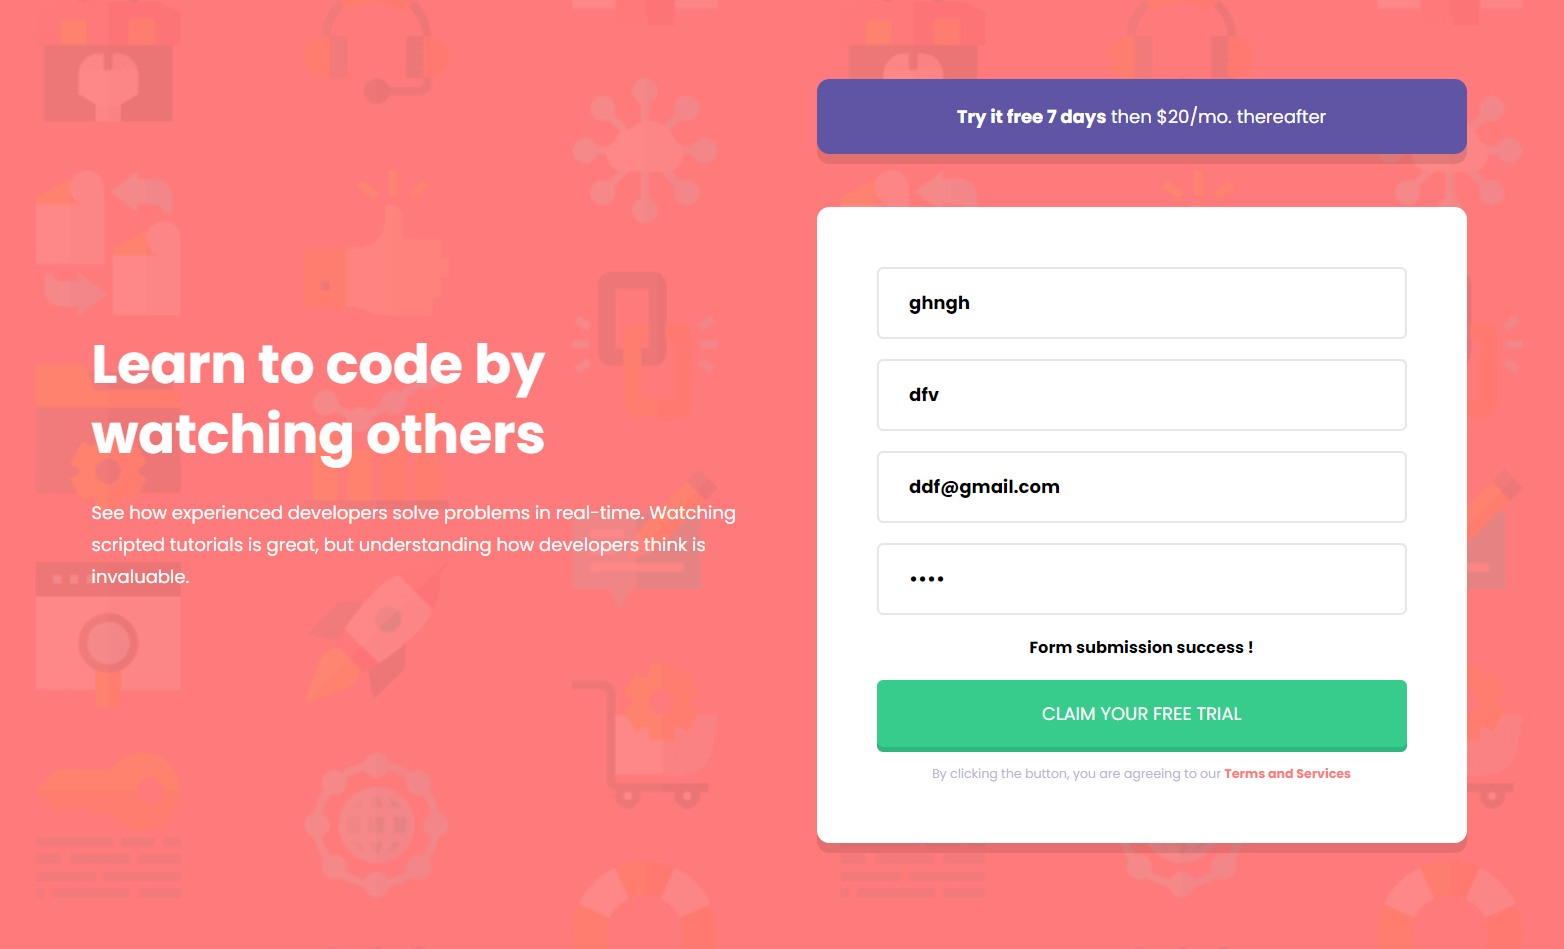 Learn to code by
watching others
See how experienced developers solve problems in real-time. Watching
scripted tutorials is great, but understanding how developers think is
invaluable.
Try it free 7 days then $20/mo. thereafter
ghngh
dfv
ddf@gmail.com
••••
Form submission success !
CLAIM YOUR FREE TRIAL
By clicking the button, you are agreeing to our Terms and Services